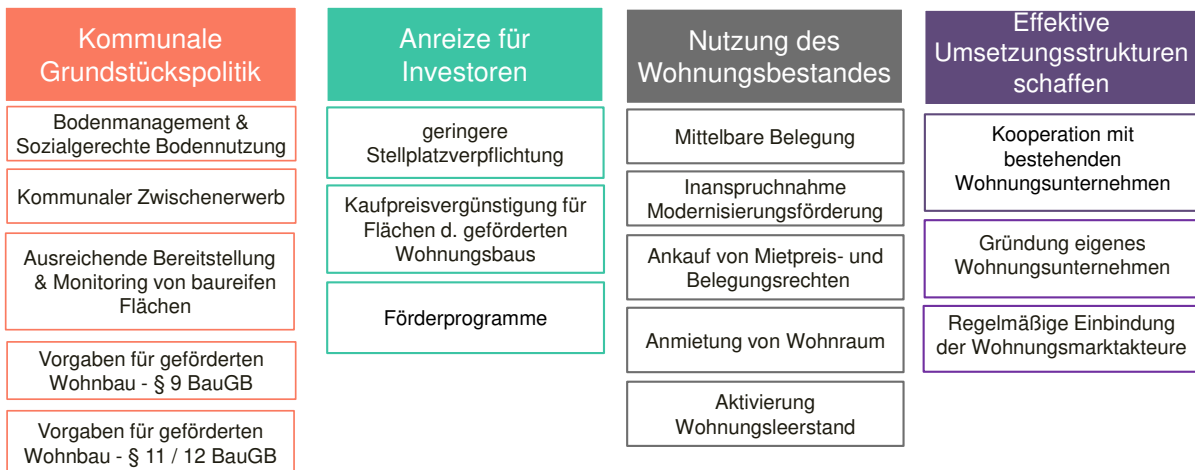 Kommunale
Grundstückspolitik
Bodenmanagement &
Sozialgerechte Bodennutzung
Kommunaler Zwischenerwerb
Ausreichende Bereitstellung
& Monitoring von baureifen
Flächen
Vorgaben für geförderten
Wohnbau - § 9 BauGB
Vorgaben für geförderten
Wohnbau - § 11 / 12 BauGB
Anreize für
Investoren
geringere
Stellplatzverpflichtung
Kaufpreisvergünstigung für
Flächen d. geförderten
Wohnungsbaus
Förderprogramme
Nutzung des
Wohnungsbestandes
Mittelbare Belegung
Inanspruchnahme
Modernisierungsförderung
Ankauf von Mietpreis- und
Belegungsrechten
Anmietung von Wohnraum
Aktivierung
Wohnungsleerstand
Effektive
Umsetzungsstrukturen
schaffen
Kooperation mit
bestehenden
Wohnungsunternehmen
Gründung eigenes
Wohnungsunternehmen
Regelmäßige Einbindung
der Wohnungsmarktakteure